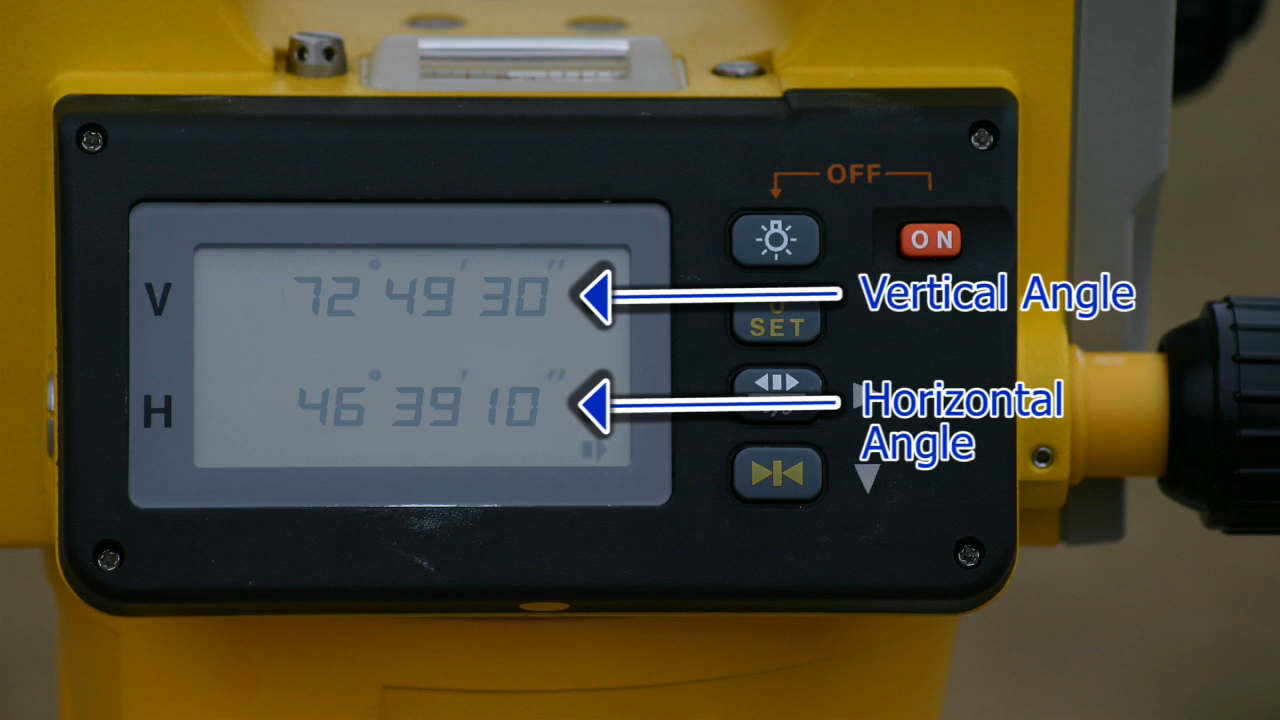 OFF
ON
V 72° 49' 30"
Vertical Angle
SET
H 46° 39' 10"
Horizontal
Angle